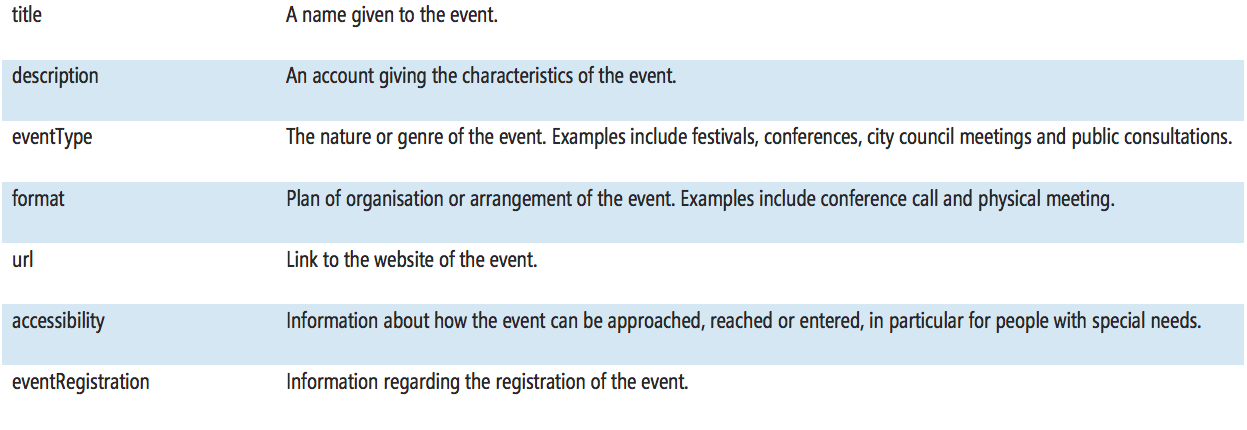 title A name given to the event.
description An account giving the characteristics of the event.
eventType The nature or genre of the event. Examples include festivals, conferences, city council meetings and public consultations.
format Plan of organisation or arrangement of the event. Examples include conference call and physical meeting.
url Link to the website of the event.
accessibility Information about how the event can be approached, reached or entered, in particular for people with special needs.
eventRegistration Information regarding the registration of the event.